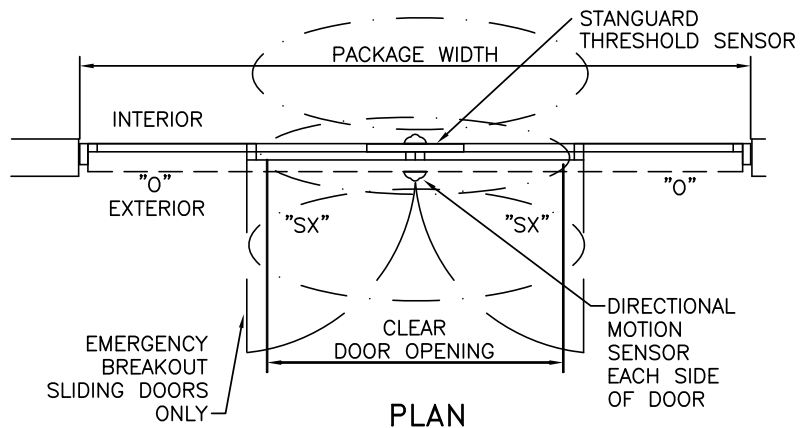 STANGUARD
THRESHOLD SENSOR
PACKAGE WIDTH
INTERIOR
"O"
EXTERIOR
"O"
"SX"
"SX"
CLEAR
DOOR OPENING
DIRECTIONAL
MOTION
SENSOR
EACH SIDE
OF DOOR
EMERGENCY
BREAKOUT
SLIDING DOORS
ONLY
PLAN